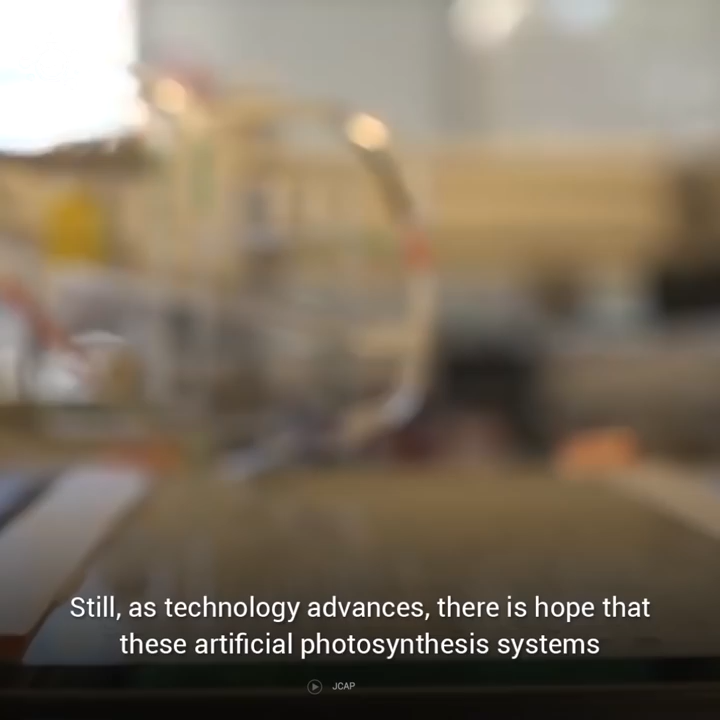 Still, as technology advances, there is hope that
these artificial photosynthesis systems
JCAP